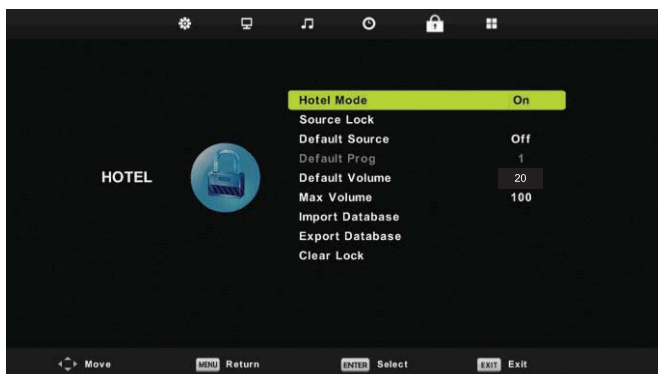 HOTEL
Hotel Mode On
Source Lock
Default Source Off
Default Prog 1
Default Volume 20
Max Volume 100
Import Database
Export Database
Clear Lock
Move MENU Return ENTER Select EXIT Exit